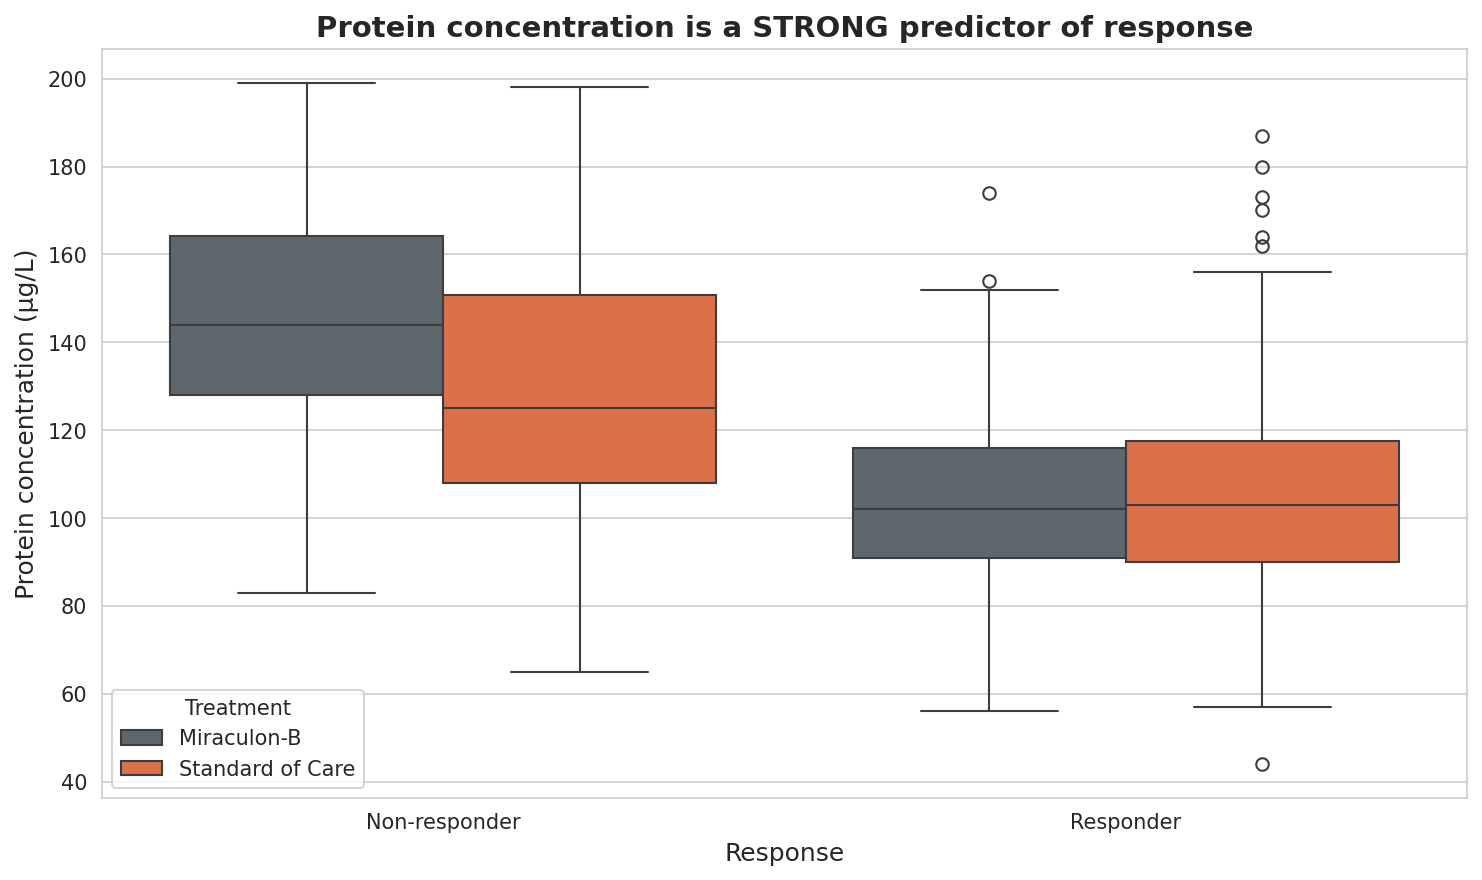 Protein concentration is a STRONG predictor of response
Protein concentration (µg/L)
200
180
160
140
120
100
80
60
40
Treatment
Miraculon-B
Standard of Care
Non-responder
Responder
Response